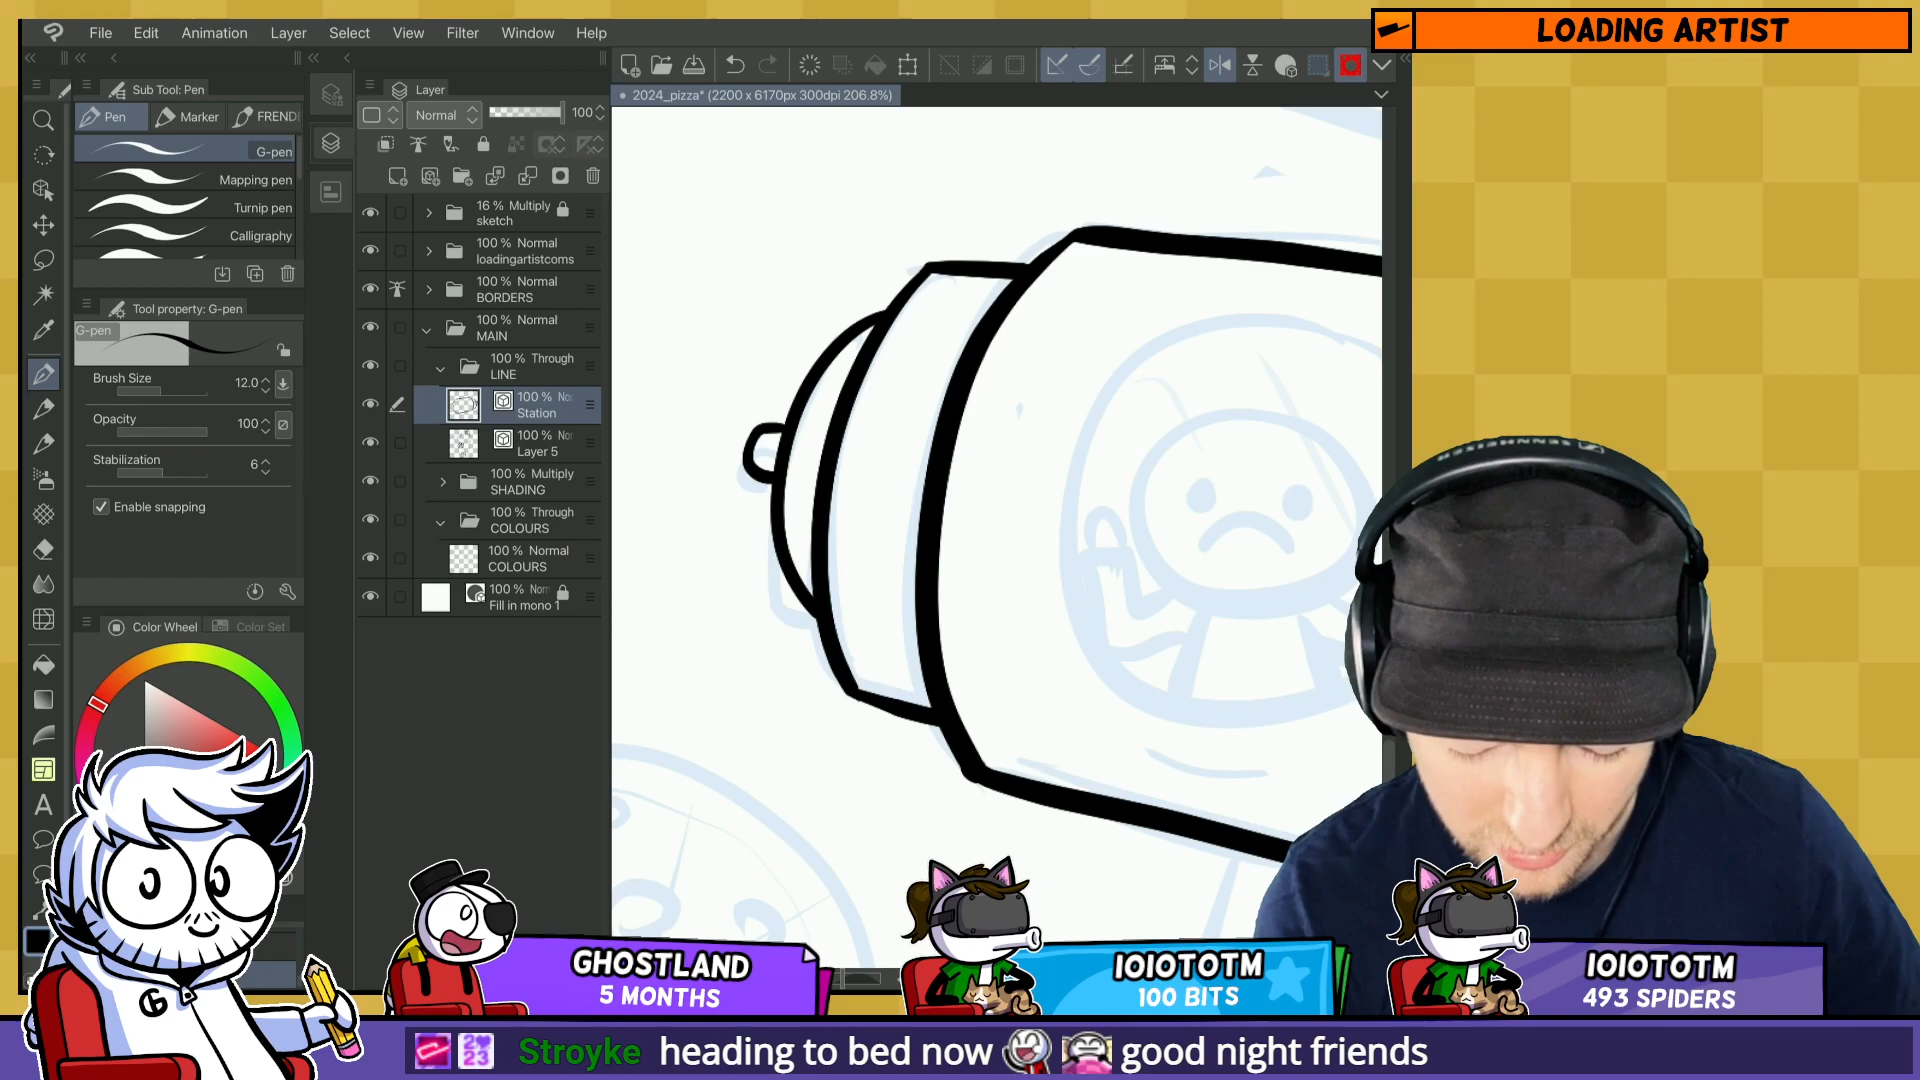 LOADING ARTIST
File Edit Animation Layer Select View Filter Window Help
Sub Tool: Pen
Pen Marker FREND
G-pen
Mapping pen
Turnip pen
Calligraphy
Tool property: G-pen
G-pen
Brush Size 12.0
Opacity 100
Stabilization 6
Enable snapping
Color Wheel Color Set
Layer
Normal 100
16 % Multiply
sketch
100 % Normal
loadingartistcoms
100 % Normal
BORDERS
100 % Normal
MAIN
100 % Through
LINE
100 % No
Station
100 % No
Layer 5
100 % Multiply
SHADING
100 % Through
COLOURS
100 % Normal
COLOURS
100 % Norm
Fill in mono 1
2024_pizza* (2200 x 6170px 300dpi 206.8%)
SENNHEISER
GHOSTLAND
5 MONTHS
IOIOTOTM
100 BITS
IOIOTOTM
493 SPIDERS
Stroyke heading to bed now good night friends